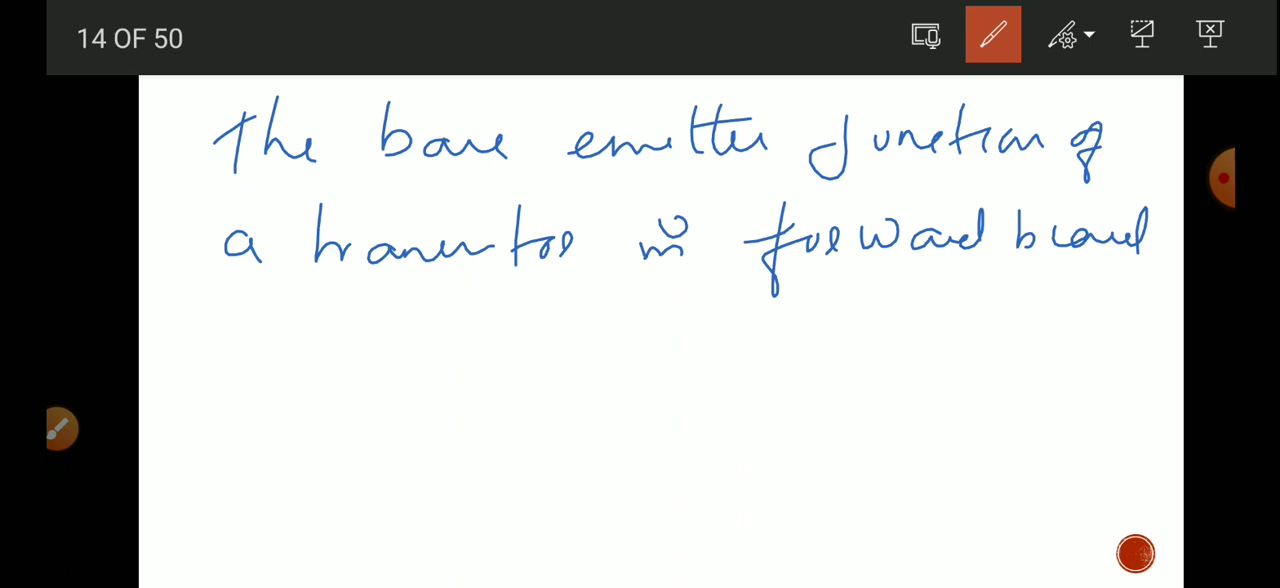 14 OF 50
The base emitter Junction of
a transistor is forward biased